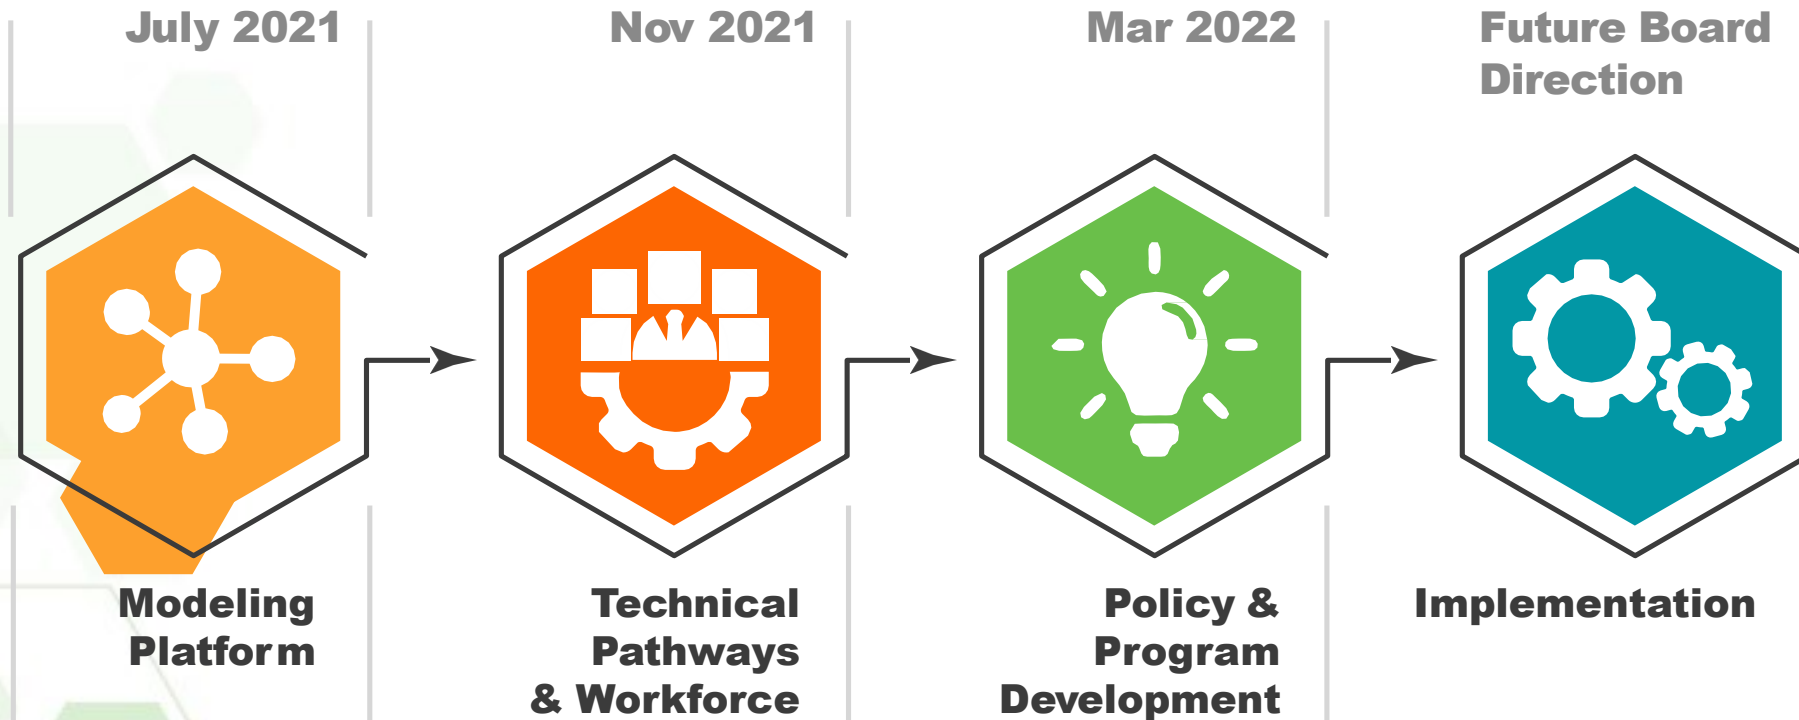 July 2021
Nov 2021
Mar 2022
Future Board
Direction
Modeling
Platform
Technical
Pathways
& Workforce
Policy &
Program
Development
Implementation